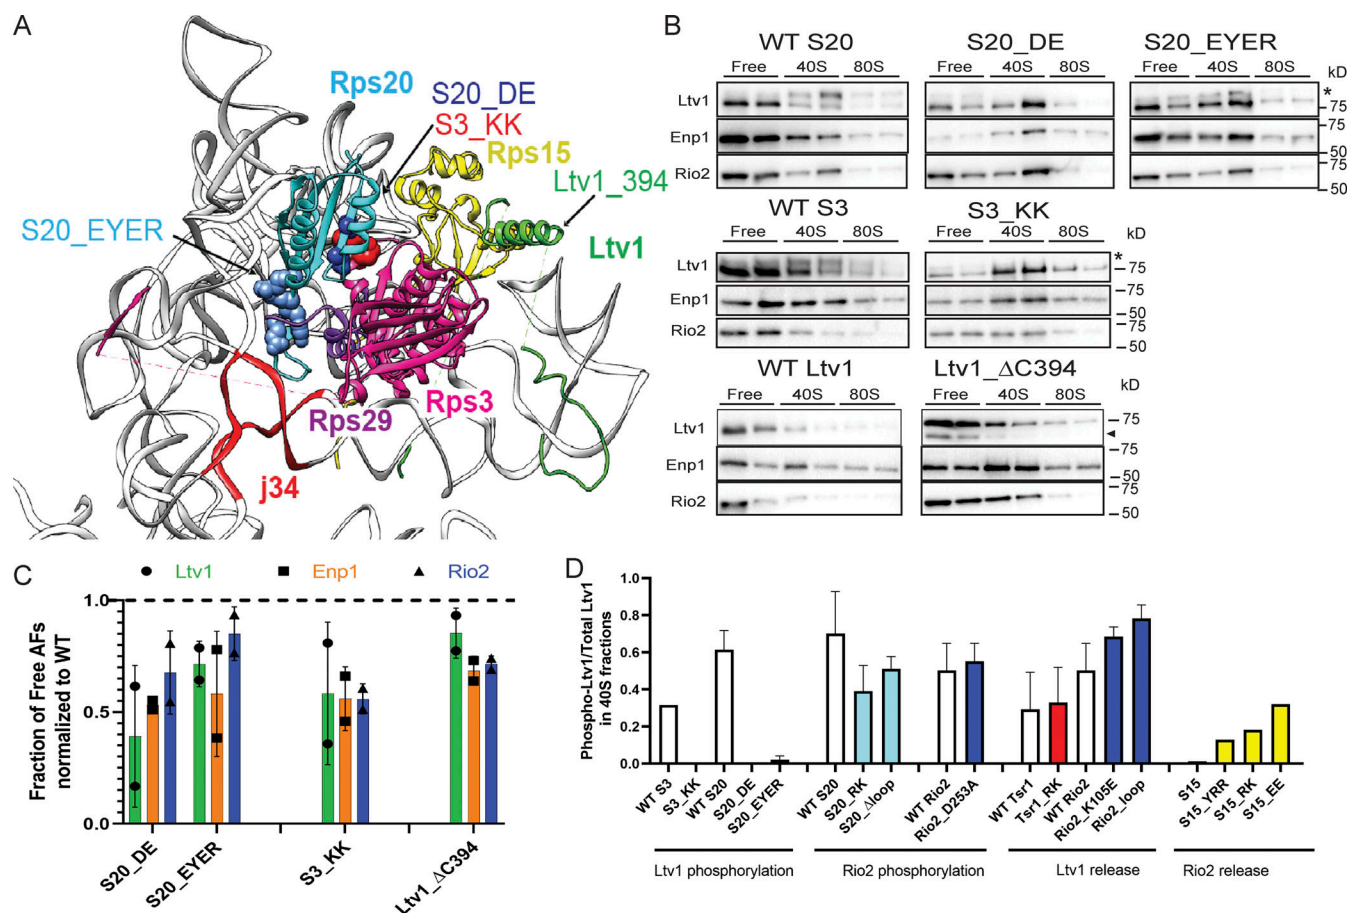 A
Rps20
S20_DE
S3_KK
Rps15
Ltv1_394
S20_EYER
Ltv1
Rps29
Rps3
j34
B
WT S20 S20_DE S20_EYER
Free 40S 80S Free 40S 80S Free 40S 80S kD
Ltv1 * 75
Enp1 75 50
Rio2 75 50
WT S3 S3_KK
Free 40S 80S Free 40S 80S kD
Ltv1 * 75
Enp1 75 50
Rio2 75 50
WT Ltv1 Ltv1_ΔC394
Free 40S 80S Free 40S 80S kD
Ltv1 75
Enp1 75 50
Rio2 75 50
C
Ltv1 Enp1 Rio2
Fraction of Free AFs
normalized to WT
1.0
0.5
0.0
S20_DE S20_EYER S3_KK Ltv1_ΔC394
D
Phospho-Ltv1/Total Ltv1
in 40S fractions
1.0
0.8
0.6
0.4
0.2
0.0
WT S3 S3_KK WT S20 S20_DE S20_EYER WT S20 S20_RK S20_Δloop WT Rio2 Rio2_D253A WT Tsr1 Tsr1_RK WT Rio2 Rio2_K105E Rio2_loop S15 S15_YRR S15_RK S15_EE
Ltv1 phosphorylation Rio2 phosphorylation Ltv1 release Rio2 release